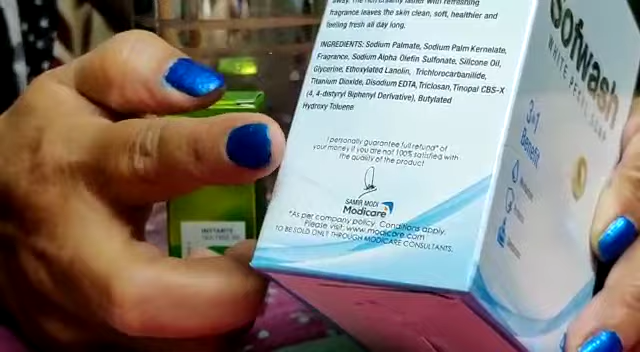 away. The rich creamy lather with refreshing
fragrance leaves the skin clean, soft, healthier and
feeling fresh all day long.
INGREDIENTS: Sodium Palmate, Sodium Palm Kernelate,
Fragrance, Sodium Alpha Olefin Sulfonate, Silicone Oil,
Glycerine, Ethoxylated Lanolin, Trichlorocarbanilide,
Titanium Dioxide, Disodium EDTA, Triclosan, Tinopal CBS-X
(4, 4-distyryl Biphenyl Derivative), Butylated
Hydroxy Toluene
I personally guarantee full refund* of
your money if you are not 100% satisfied with
the quality of the product
SAMIR MODI
Modicare
*As per company policy. Conditions apply.
Please visit: www.modicare.com
TO BE SOLD ONLY THROUGH MODICARE CONSULTANTS.
Sofwash
WHITE PEARL SOAP
3in1
Benefit